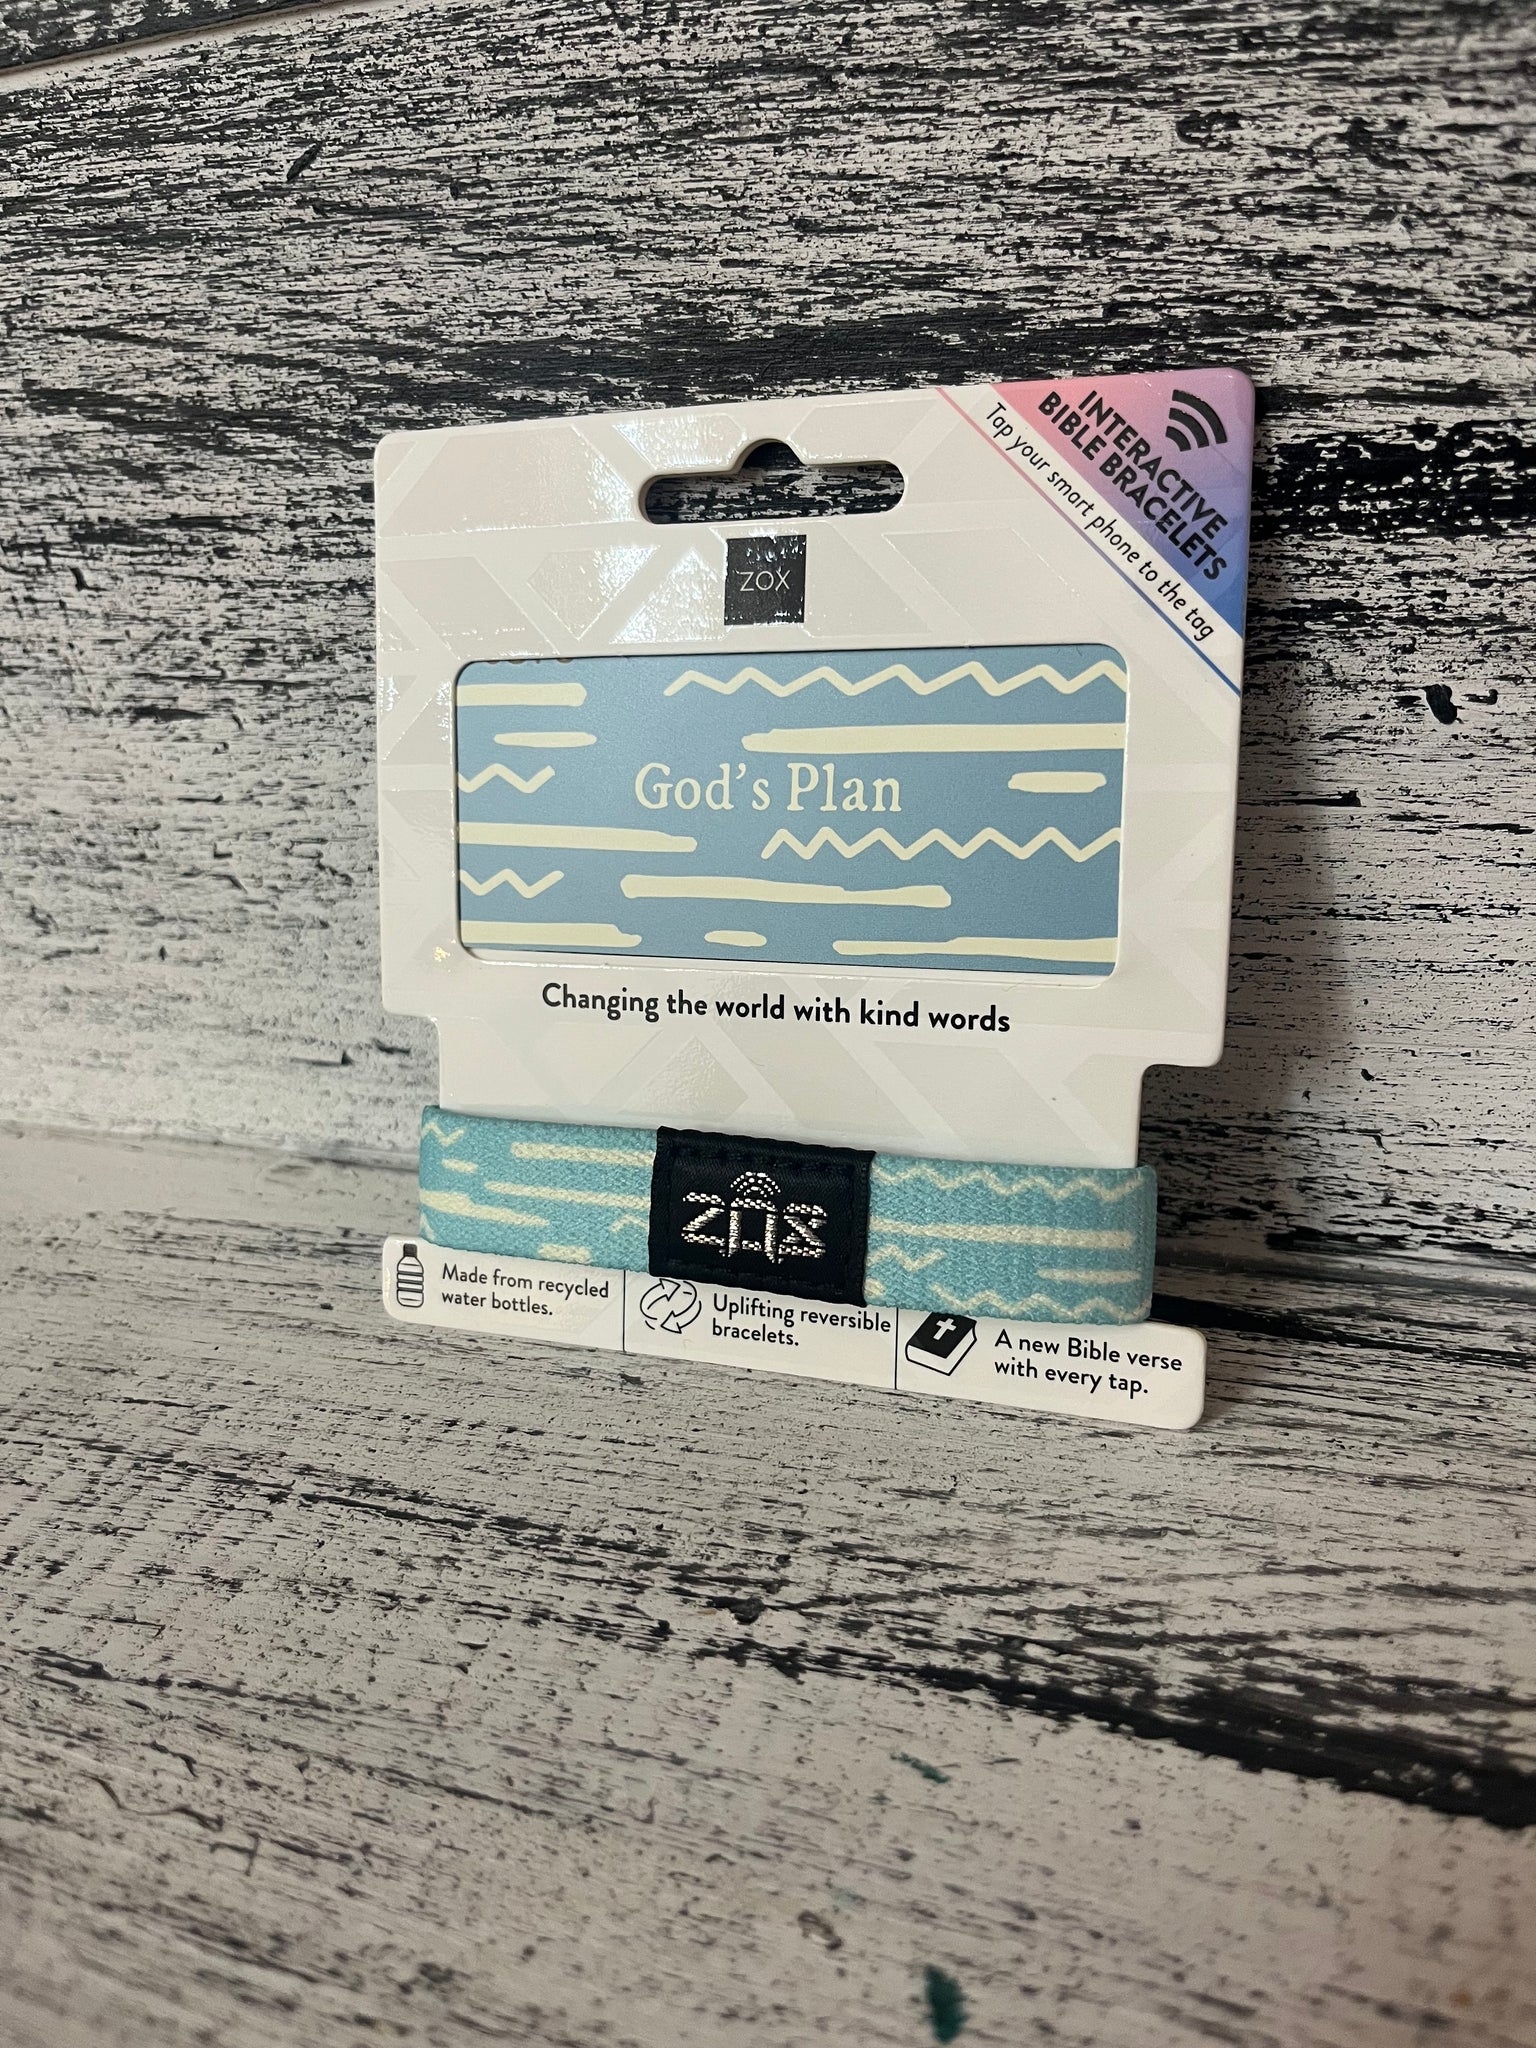 INTERACTIVE
BIBLE BRACELETS
Tap your smart phone to the tag
ZOX
God's Plan
Changing the world with kind words
Made from recycled
water bottles.
Uplifting reversible
bracelets.
A new Bible verse
with every tap.